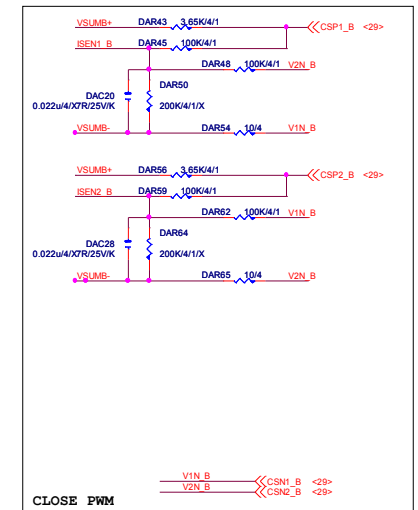 VSUMB+ DAR43 3.65K/4/1 CSP1_B <29>
ISEN1_B DAR45 100K/4/1
DAR48 100K/4/1 V2N_B
DAC20 DAR50
0.022u/4/X7R/25V/K 200K/4/1/X
VSUMB- DAR54 10/4 V1N_B
VSUMB+ DAR56 3.65K/4/1 CSP2_B <29>
ISEN2_B DAR59 100K/4/1
DAR62 100K/4/1 V1N_B
DAC28 DAR64
0.022u/4/X7R/25V/K 200K/4/1/X
VSUMB- DAR65 10/4 V2N_B
V1N_B CSN1_B <29>
V2N_B CSN2_B <29>
CLOSE PWM